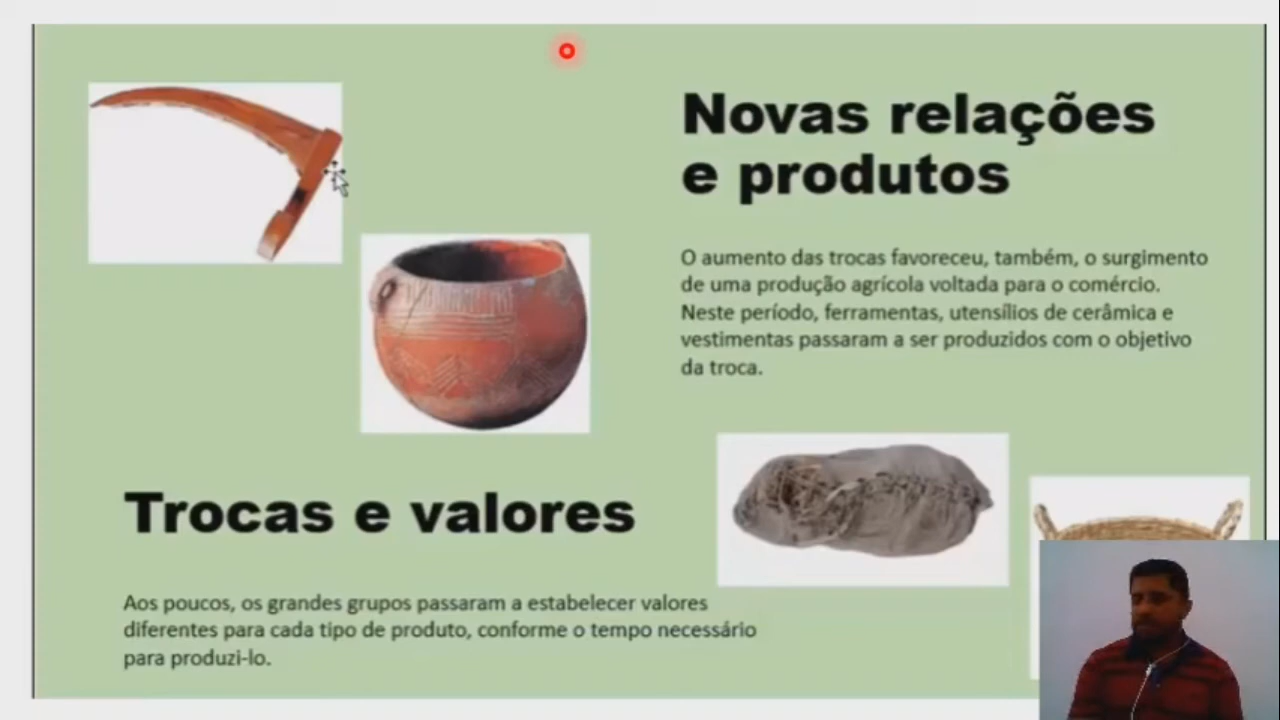 Novas relações
e produtos
O aumento das trocas favoreceu, também, o surgimento
de uma produção agrícola voltada para o comércio.
Neste período, ferramentas, utensílios de cerâmica e
vestimentas passaram a ser produzidos com o objetivo
da troca.
Trocas e valores
Aos poucos, os grandes grupos passaram a estabelecer valores
diferentes para cada tipo de produto, conforme o tempo necessário
para produzi-lo.